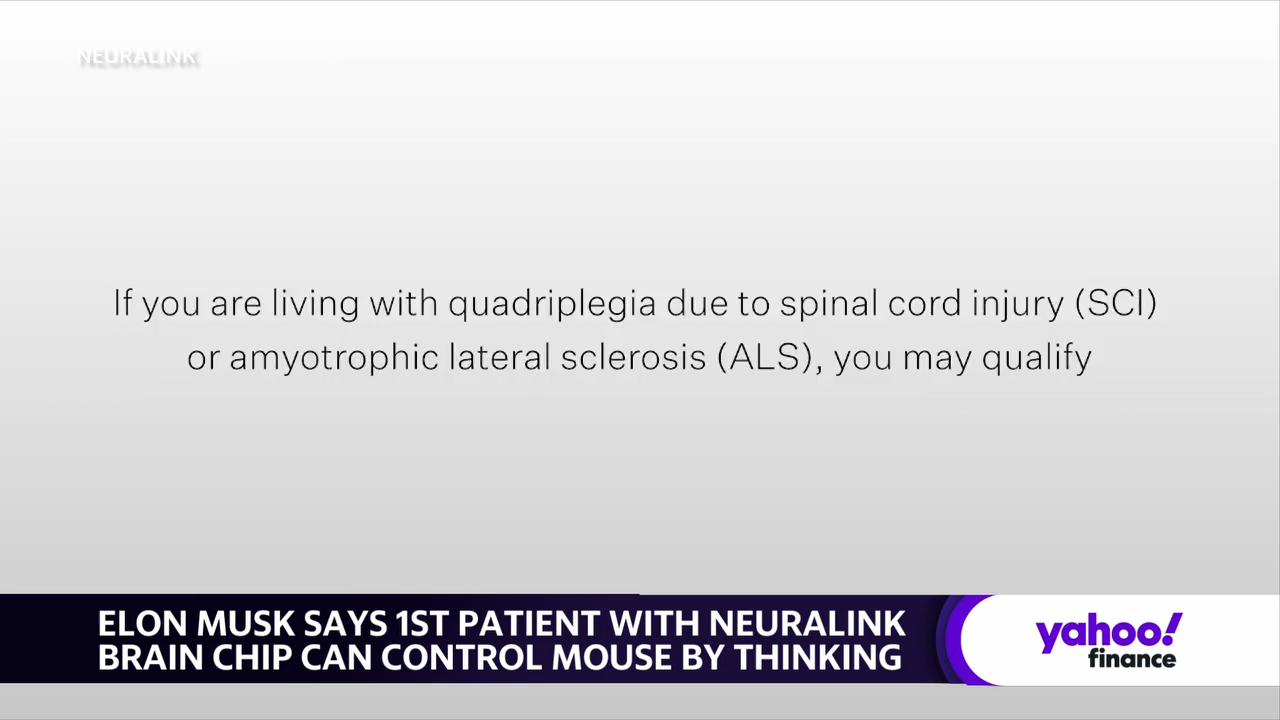 NEURALINK
If you are living with quadriplegia due to spinal cord injury (SCI)
or amyotrophic lateral sclerosis (ALS), you may qualify
ELON MUSK SAYS 1ST PATIENT WITH NEURALINK
BRAIN CHIP CAN CONTROL MOUSE BY THINKING
yahoo!
finance